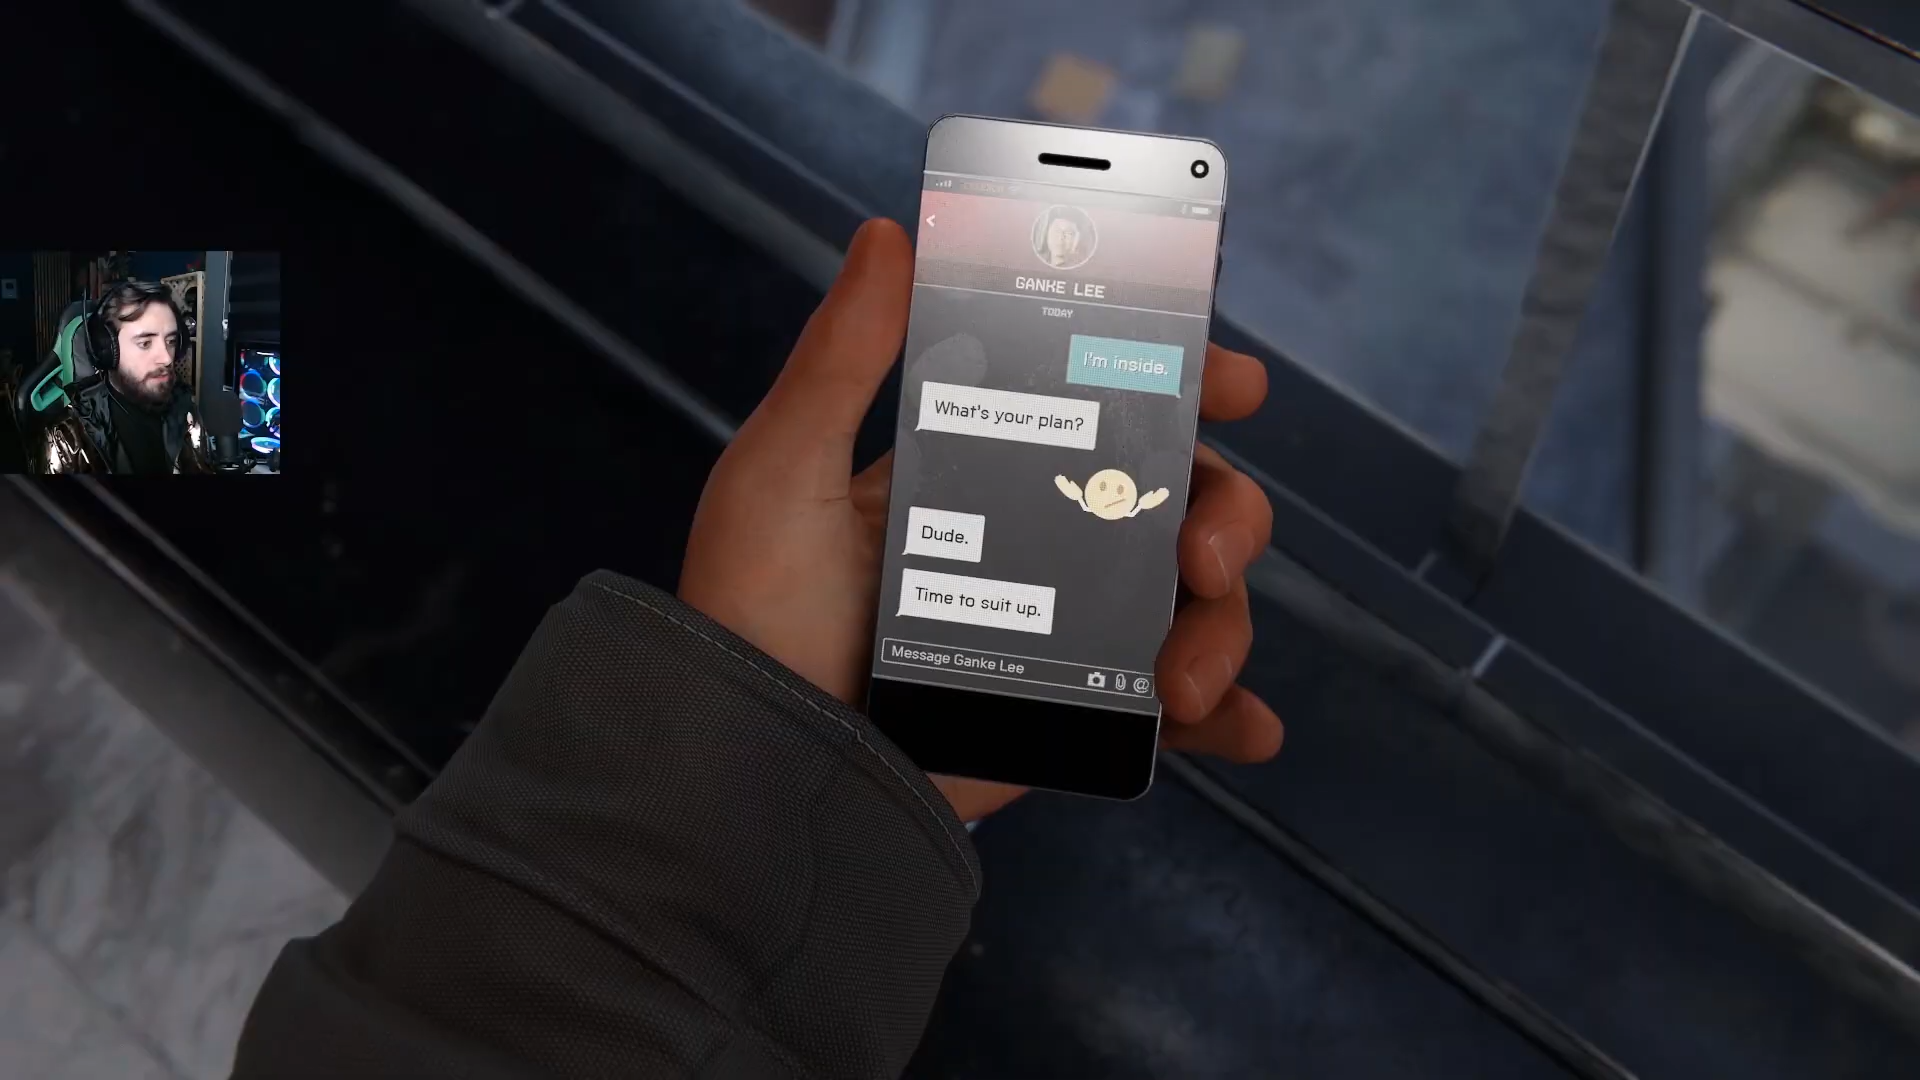 GANKE LEE
TODAY
I'm inside.
What's your plan?
Dude.
Time to suit up.
Message Ganke Lee